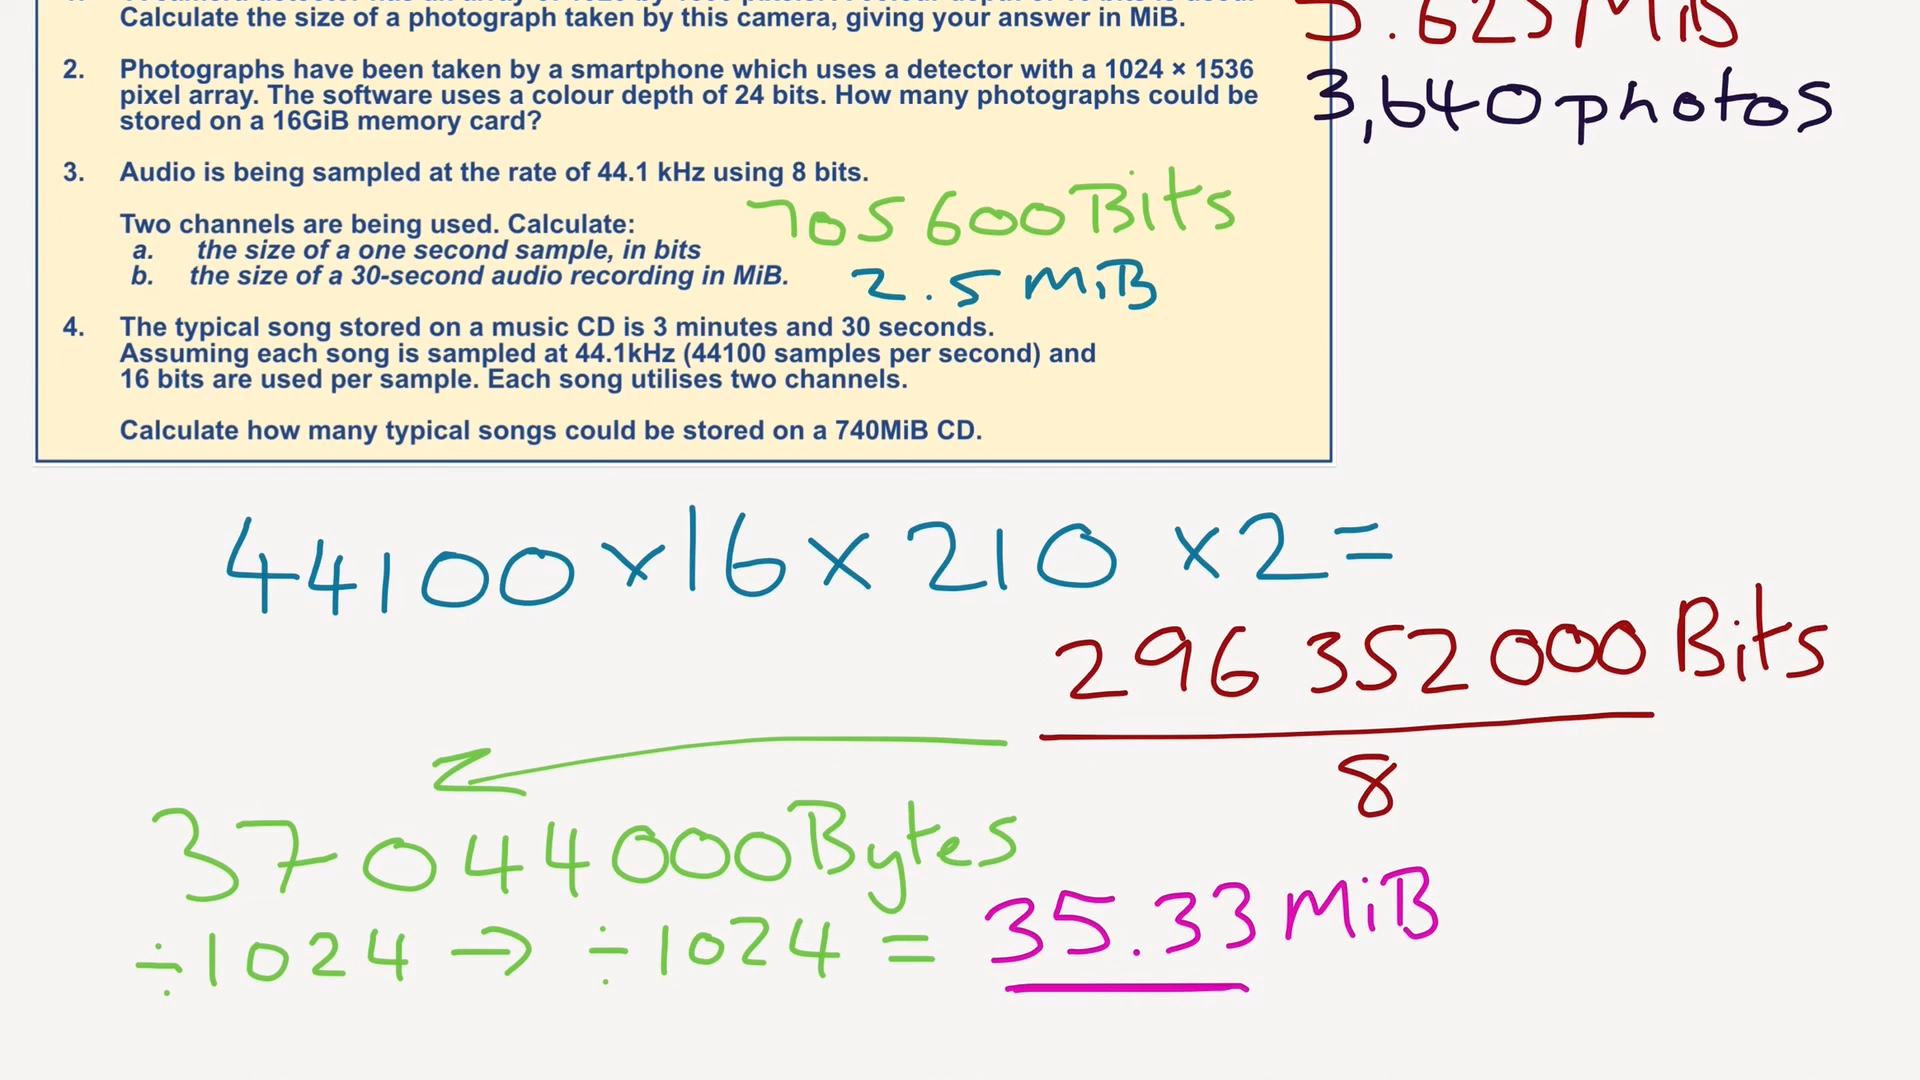 Calculate the size of a photograph taken by this camera, giving your answer in MiB.
5.625 MiB
2. Photographs have been taken by a smartphone which uses a detector with a 1024 × 1536
pixel array. The software uses a colour depth of 24 bits. How many photographs could be
stored on a 16GiB memory card?
3,640 photos
3. Audio is being sampled at the rate of 44.1 kHz using 8 bits.
Two channels are being used. Calculate:
705 600 Bits
a. the size of a one second sample, in bits
b. the size of a 30-second audio recording in MiB.
2.5 MiB
4. The typical song stored on a music CD is 3 minutes and 30 seconds.
Assuming each song is sampled at 44.1kHz (44100 samples per second) and
16 bits are used per sample. Each song utilises two channels.
Calculate how many typical songs could be stored on a 740MiB CD.
44100 × 16 × 210 × 2 =
296 352 000 Bits
8
37 044 000 Bytes
÷1024 → ÷1024 = 35.33 MiB